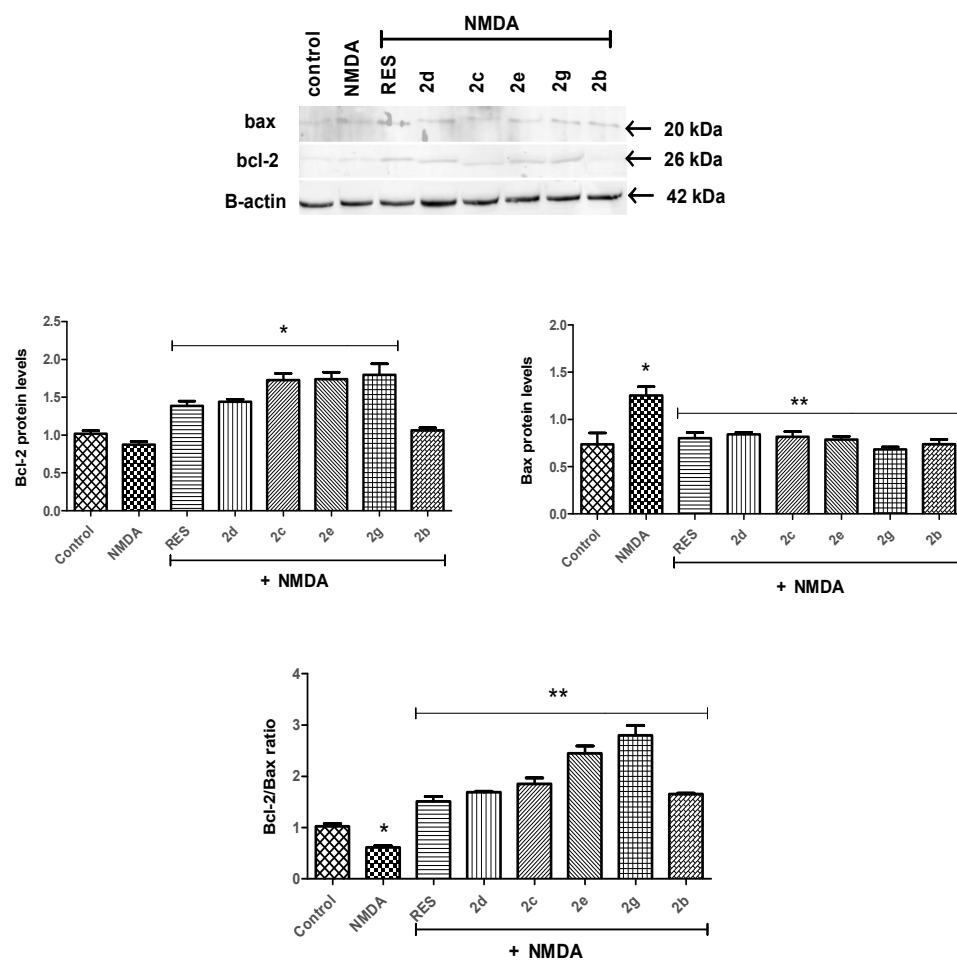 NMDA
control
NMDA
RES
2d
2c
2e
2g
2b
bax
20 kDa
bcl-2
26 kDa
B-actin
42 kDa
Bcl-2 protein levels
2.5
2.0
1.5
1.0
0.5
0.0
*
Control
NMDA
RES
2d
2c
2e
2g
2b
+ NMDA
Bax protein levels
2.0
1.5
1.0
0.5
0.0
*
**
Control
NMDA
RES
2d
2c
2e
2g
2b
+ NMDA
Bcl-2/Bax ratio
4
3
2
1
0
*
**
Control
NMDA
RES
2d
2c
2e
2g
2b
+ NMDA